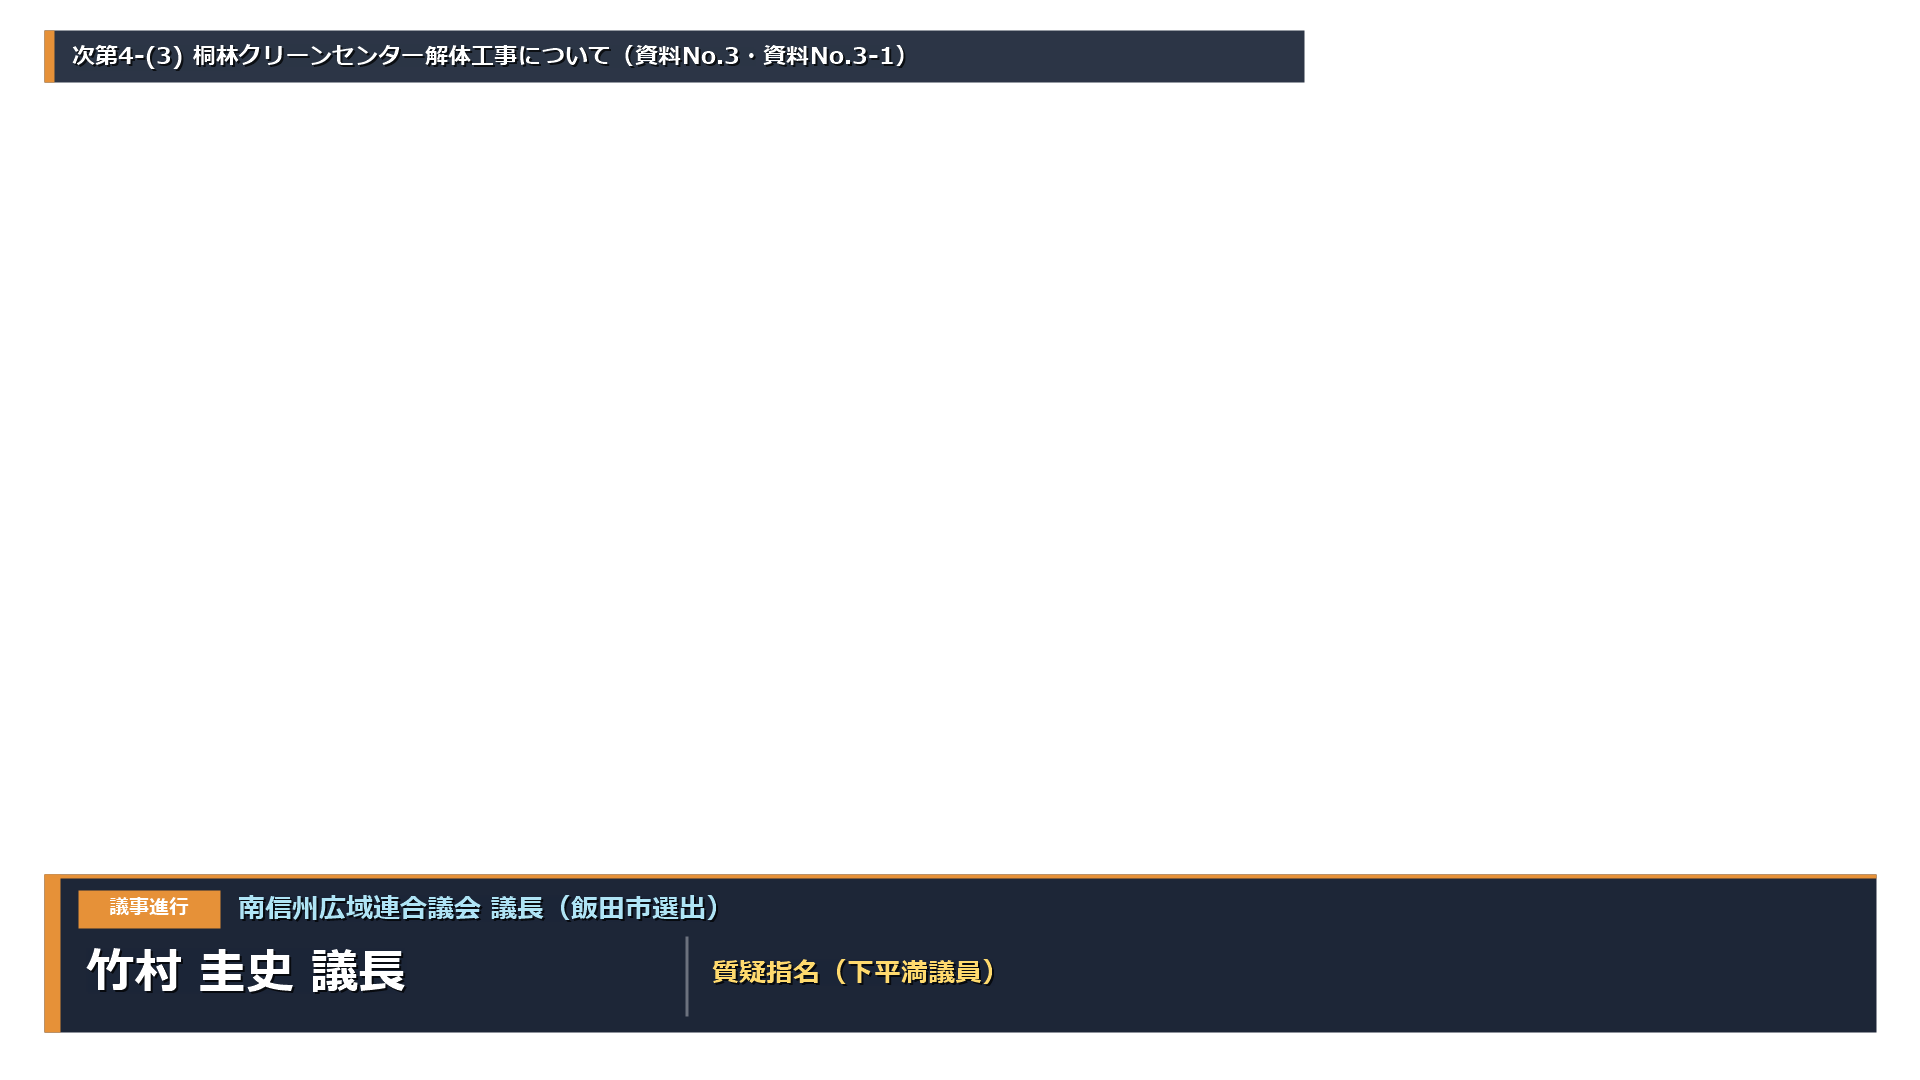 次第4-(3) 桐林クリーンセンター解体工事について（資料No.3・資料No.3-1）
議事進行 南信州広域連合議会 議長（飯田市選出）
竹村 圭史 議長
質疑指名（下平満議員）